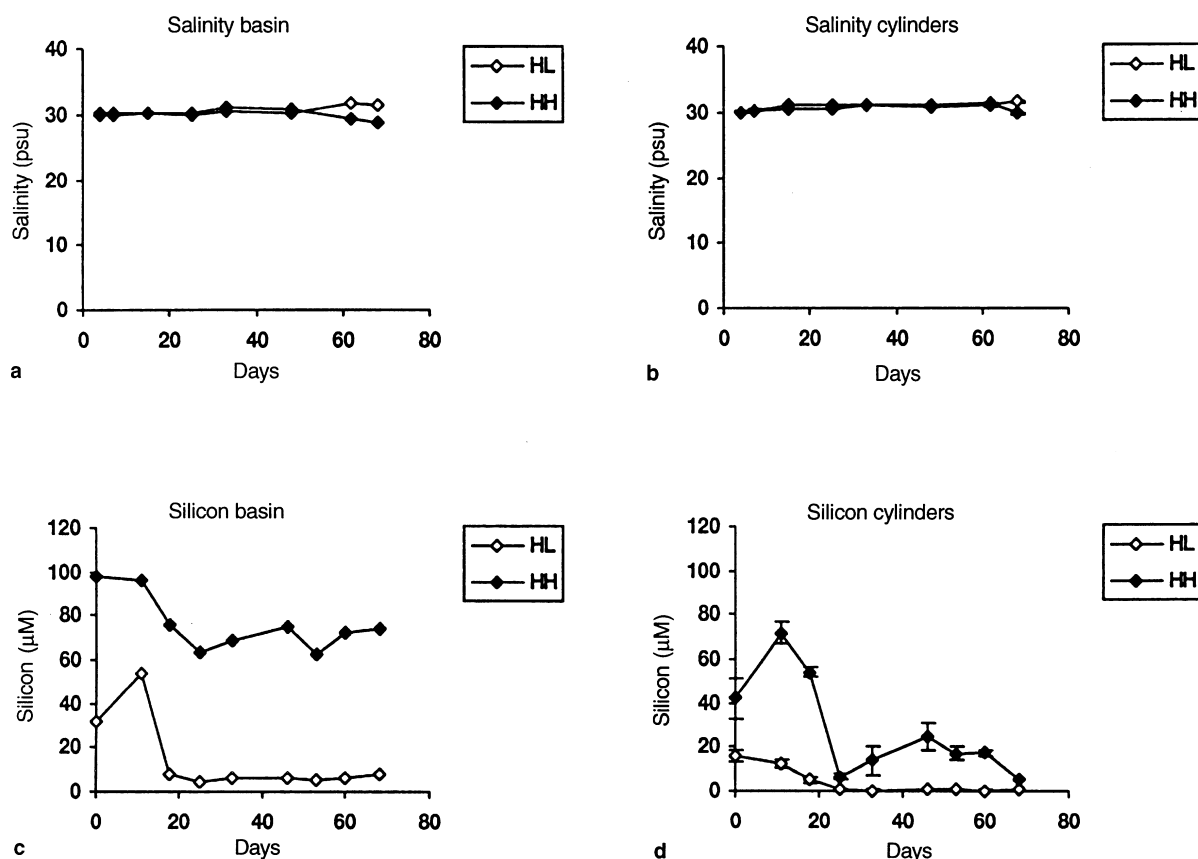 Salinity basin
40
30
20
10
0
Salinity (psu)
0 20 40 60 80
Days
HL
HH
a
Salinity cylinders
40
30
20
10
0
Salinity (psu)
0 20 40 60 80
Days
HL
HH
b
Silicon basin
120
100
80
60
40
20
0
Silicon (µM)
0 20 40 60 80
Days
HL
HH
c
Silicon cylinders
120
100
80
60
40
20
0
Silicon (µM)
0 20 40 60 80
Days
HL
HH
d